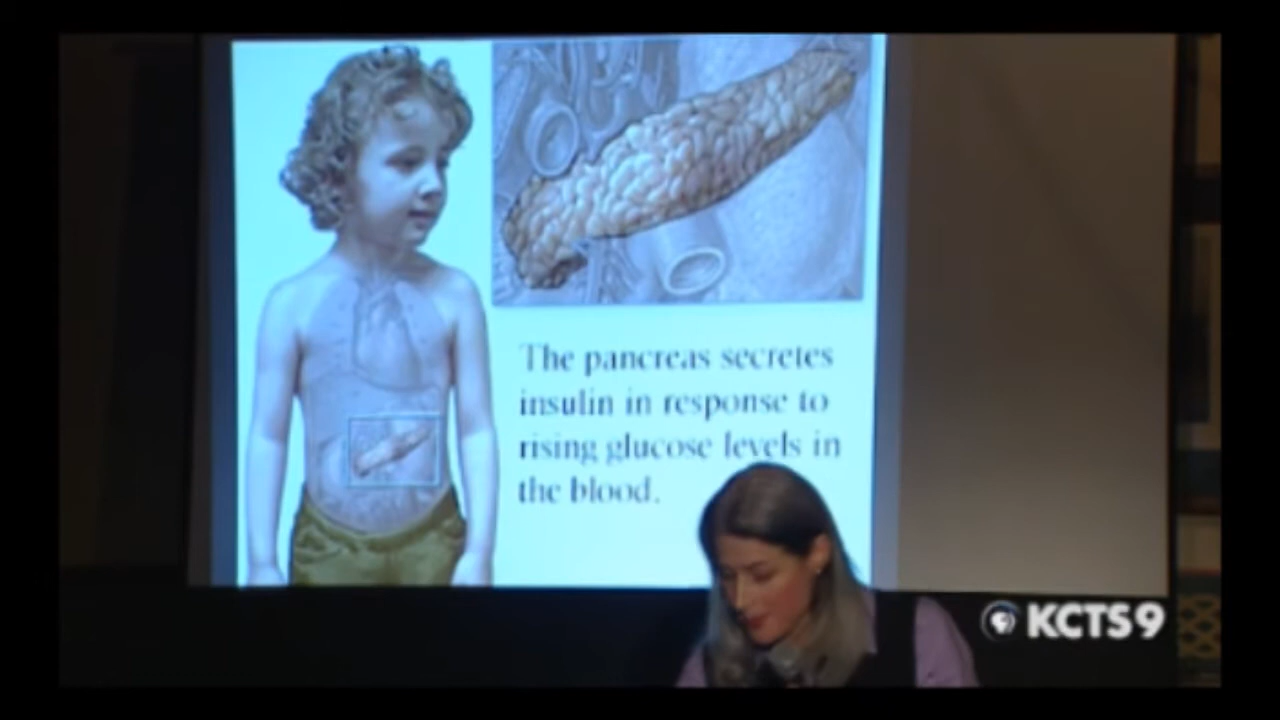 The pancreas secretes
insulin in response to
rising glucose levels in
the blood.
KCTS9